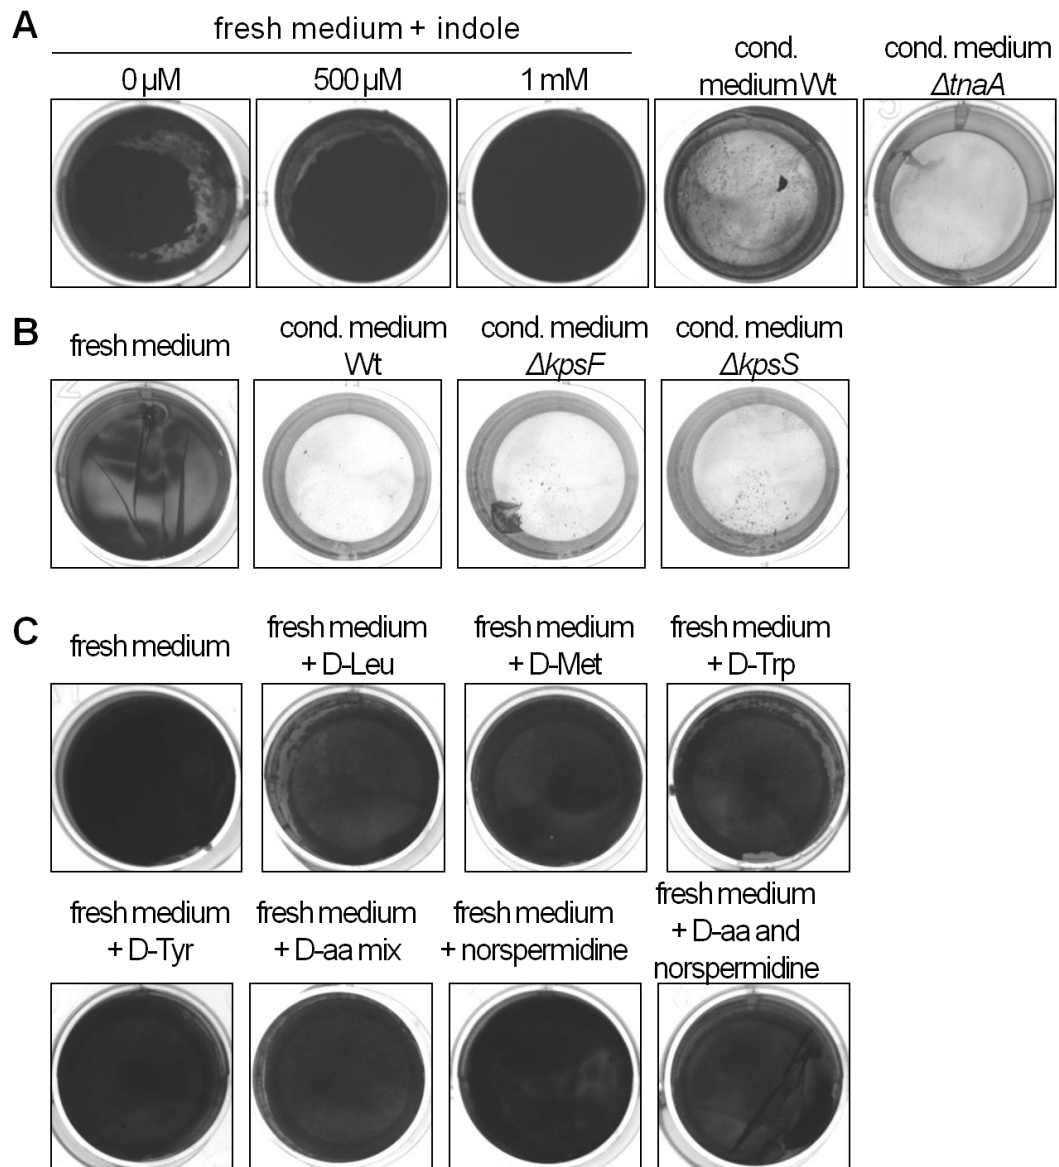 A
fresh medium + indole
0 µM
500 µM
1 mM
cond.
medium Wt
cond. medium
ΔtnaA
B
fresh medium
cond. medium
Wt
cond. medium
ΔkpsF
cond. medium
ΔkpsS
C
fresh medium
fresh medium
+ D-Leu
fresh medium
+ D-Met
fresh medium
+ D-Trp
fresh medium
+ D-Tyr
fresh medium
+ D-aa mix
fresh medium
+ norspermidine
fresh medium
+ D-aa and
norspermidine